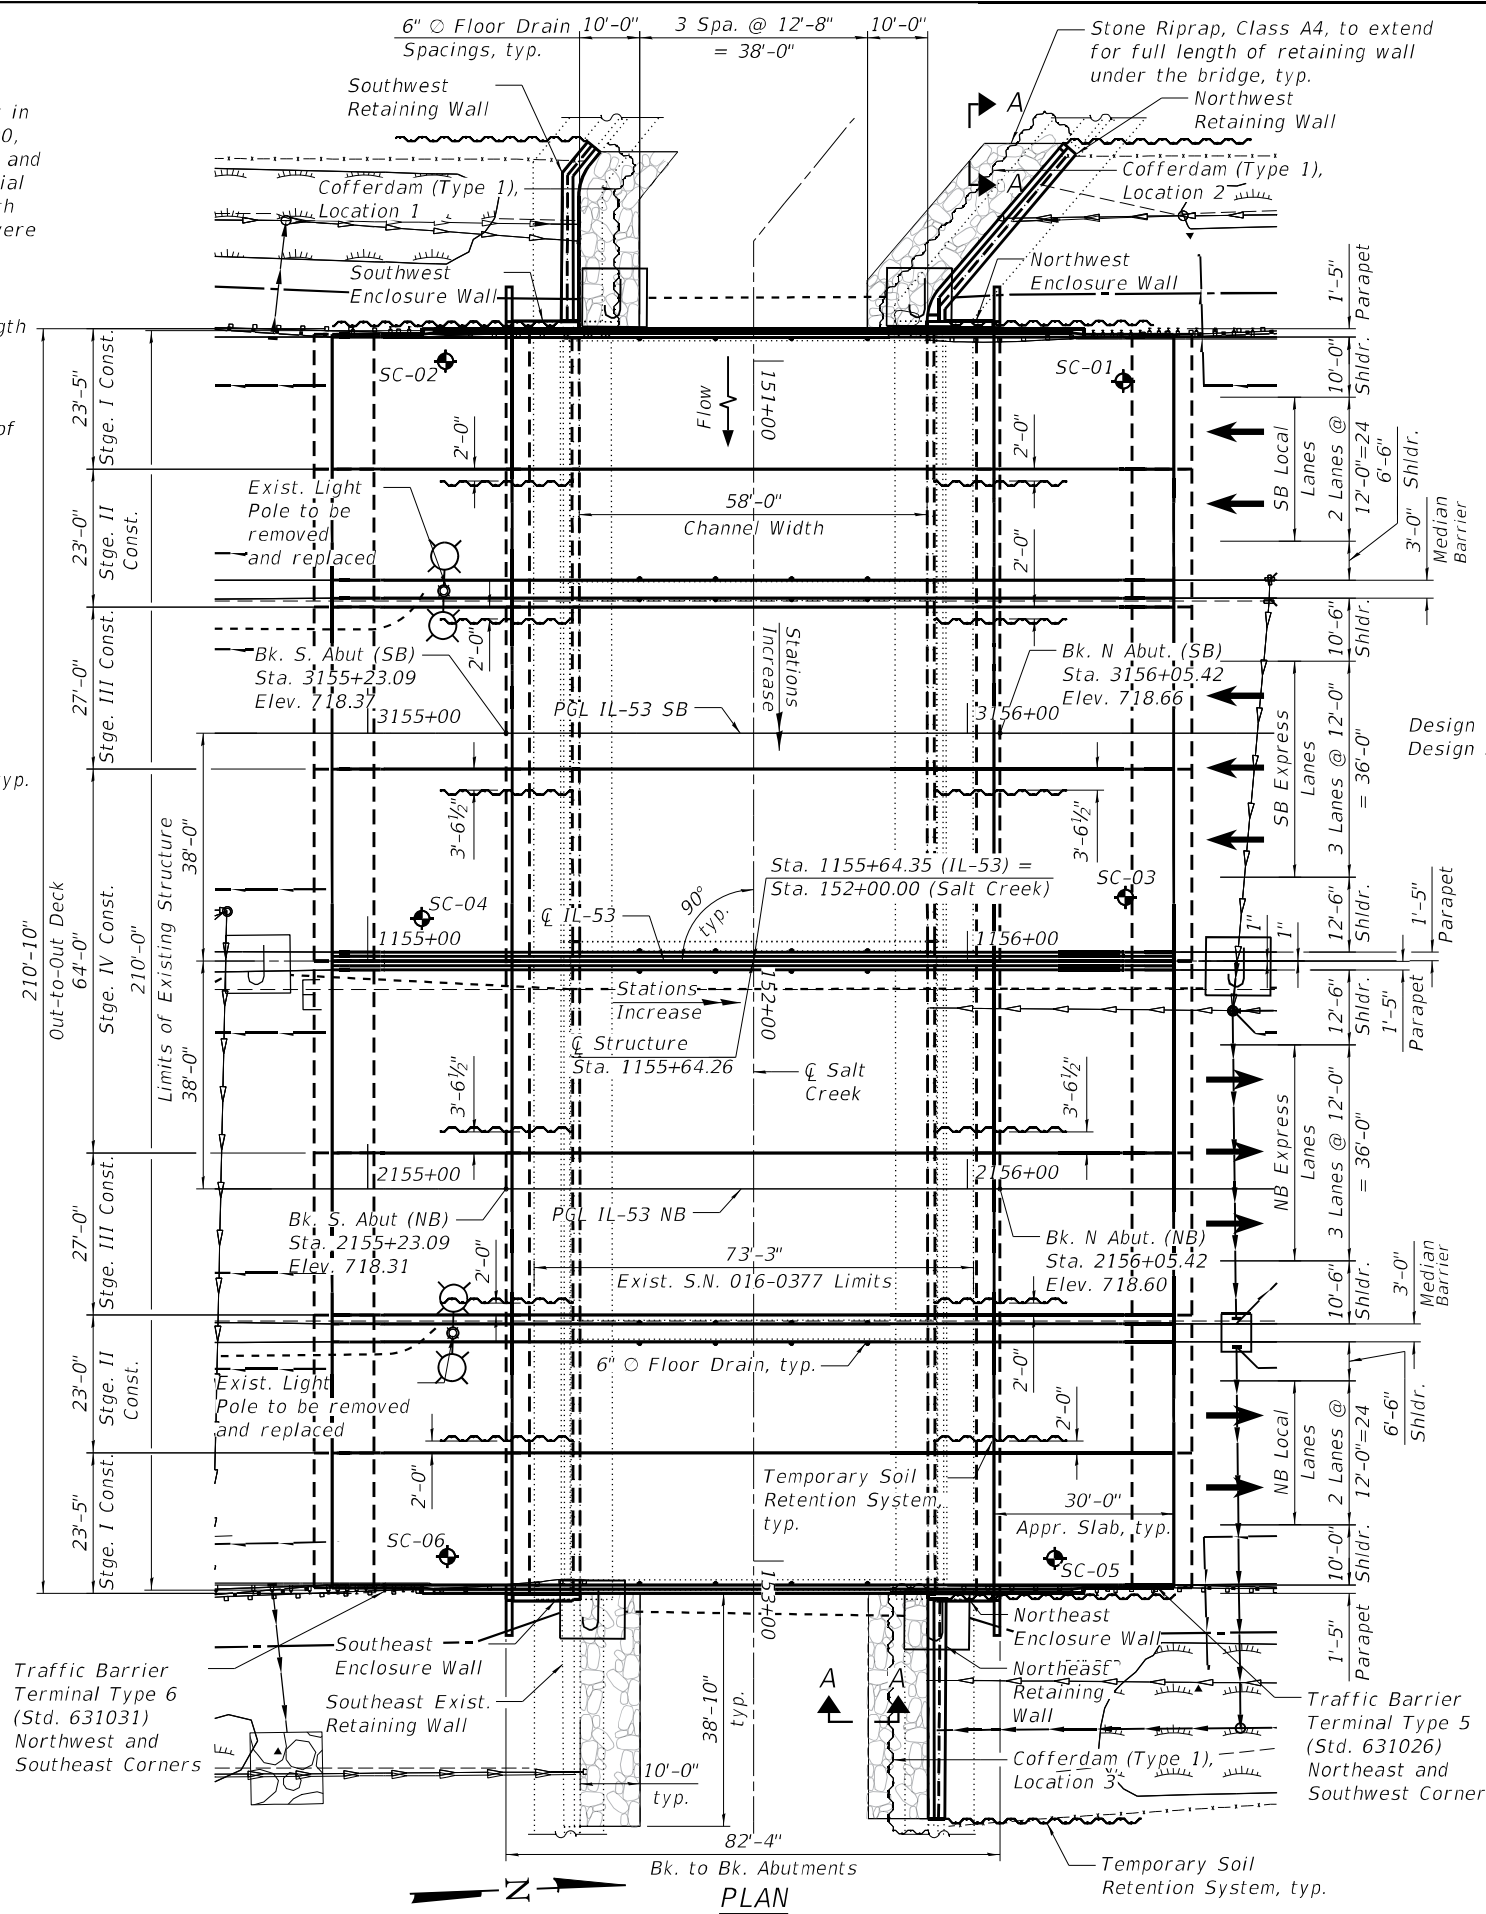 6" ∅ Floor Drain
Spacings, typ.
10'-0"
3 Spa. @ 12'-8"
= 38'-0"
10'-0"
Stone Riprap, Class A4, to extend
for full length of retaining wall
under the bridge, typ.
Southwest
Retaining Wall
A
Northwest
Retaining Wall
in
0,
and
ial
th
were
Cofferdam (Type 1),
Location 1
A
Cofferdam (Type 1),
Location 2
Southwest
Enclosure Wall
Northwest
Enclosure Wall
1'-5"
Parapet
gth
of
typ.
23'-5"
Stge. I Const.
SC-02
Flow
151+00
SC-01
10'-0"
Shldr.
2'-0"
2'-0"
SB Local
Lanes
2 Lanes @
12'-0"=24
6'-6"
Shldr.
3'-0"
Median
Barrier
23'-0"
Stge. II
Const.
Exist. Light
Pole to be
removed
and replaced
58'-0"
Channel Width
2'-0"
2'-0"
27'-0"
Stge. III Const.
Bk. S. Abut (SB)
Sta. 3155+23.09
Elev. 718.37
Stations
Increase
Bk. N Abut. (SB)
Sta. 3156+05.42
Elev. 718.66
10'-6"
Shldr.
3155+00
PGL IL-53 SB
3156+00
SB Express
Lanes
3 Lanes @ 12'-0"
= 36'-0"
Design
Design
3'-6½"
3'-6½"
38'-0"
210'-10"
Out-to-Out Deck
64'-0"
Stge. IV Const.
210'-0"
Limits of Existing Structure
38'-0"
Sta. 1155+64.35 (IL-53) =
Sta. 152+00.00 (Salt Creek)
90°
typ.
SC-04
SC-03
℄ IL-53
1155+00
1156+00
12'-6"
Shldr.
1"
1"
1'-5"
Parapet
Stations
Increase
152+00
℄ Structure
Sta. 1155+64.26
℄ Salt
Creek
12'-6"
Shldr.
1'-5"
Parapet
3'-6½"
3'-6½"
NB Express
Lanes
3 Lanes @ 12'-0"
= 36'-0"
2155+00
2156+00
27'-0"
Stge. III Const.
Bk. S. Abut (NB)
Sta. 2155+23.09
Elev. 718.31
PGL IL-53 NB
Bk. N Abut. (NB)
Sta. 2156+05.42
Elev. 718.60
2'-0"
73'-3"
Exist. S.N. 016-0377 Limits
10'-6"
Shldr.
3'-0"
Median
Barrier
23'-0"
Stge. II
Const.
6" ∅ Floor Drain, typ.
2'-0"
2'-0"
Exist. Light
Pole to be removed
and replaced
6'-6"
Shldr.
NB Local
Lanes
2 Lanes @
12'-0"=24
23'-5"
Stge. I Const.
2'-0"
Temporary Soil
Retention System,
typ.
30'-0"
Appr. Slab, typ.
SC-06
SC-05
10'-0"
Shldr.
153+00
Southeast
Enclosure Wall
Northeast
Enclosure Wall
1'-5"
Parapet
Traffic Barrier
Terminal Type 6
(Std. 631031)
Northwest and
Southeast Corners
Southeast Exist.
Retaining Wall
38'-10"
typ.
A
A
Northeast
Retaining
Wall
Traffic Barrier
Terminal Type 5
(Std. 631026)
Northeast and
Southwest Corner
Cofferdam (Type 1),
Location 3
10'-0"
typ.
82'-4"
Bk. to Bk. Abutments
Temporary Soil
Retention System, typ.
N
PLAN